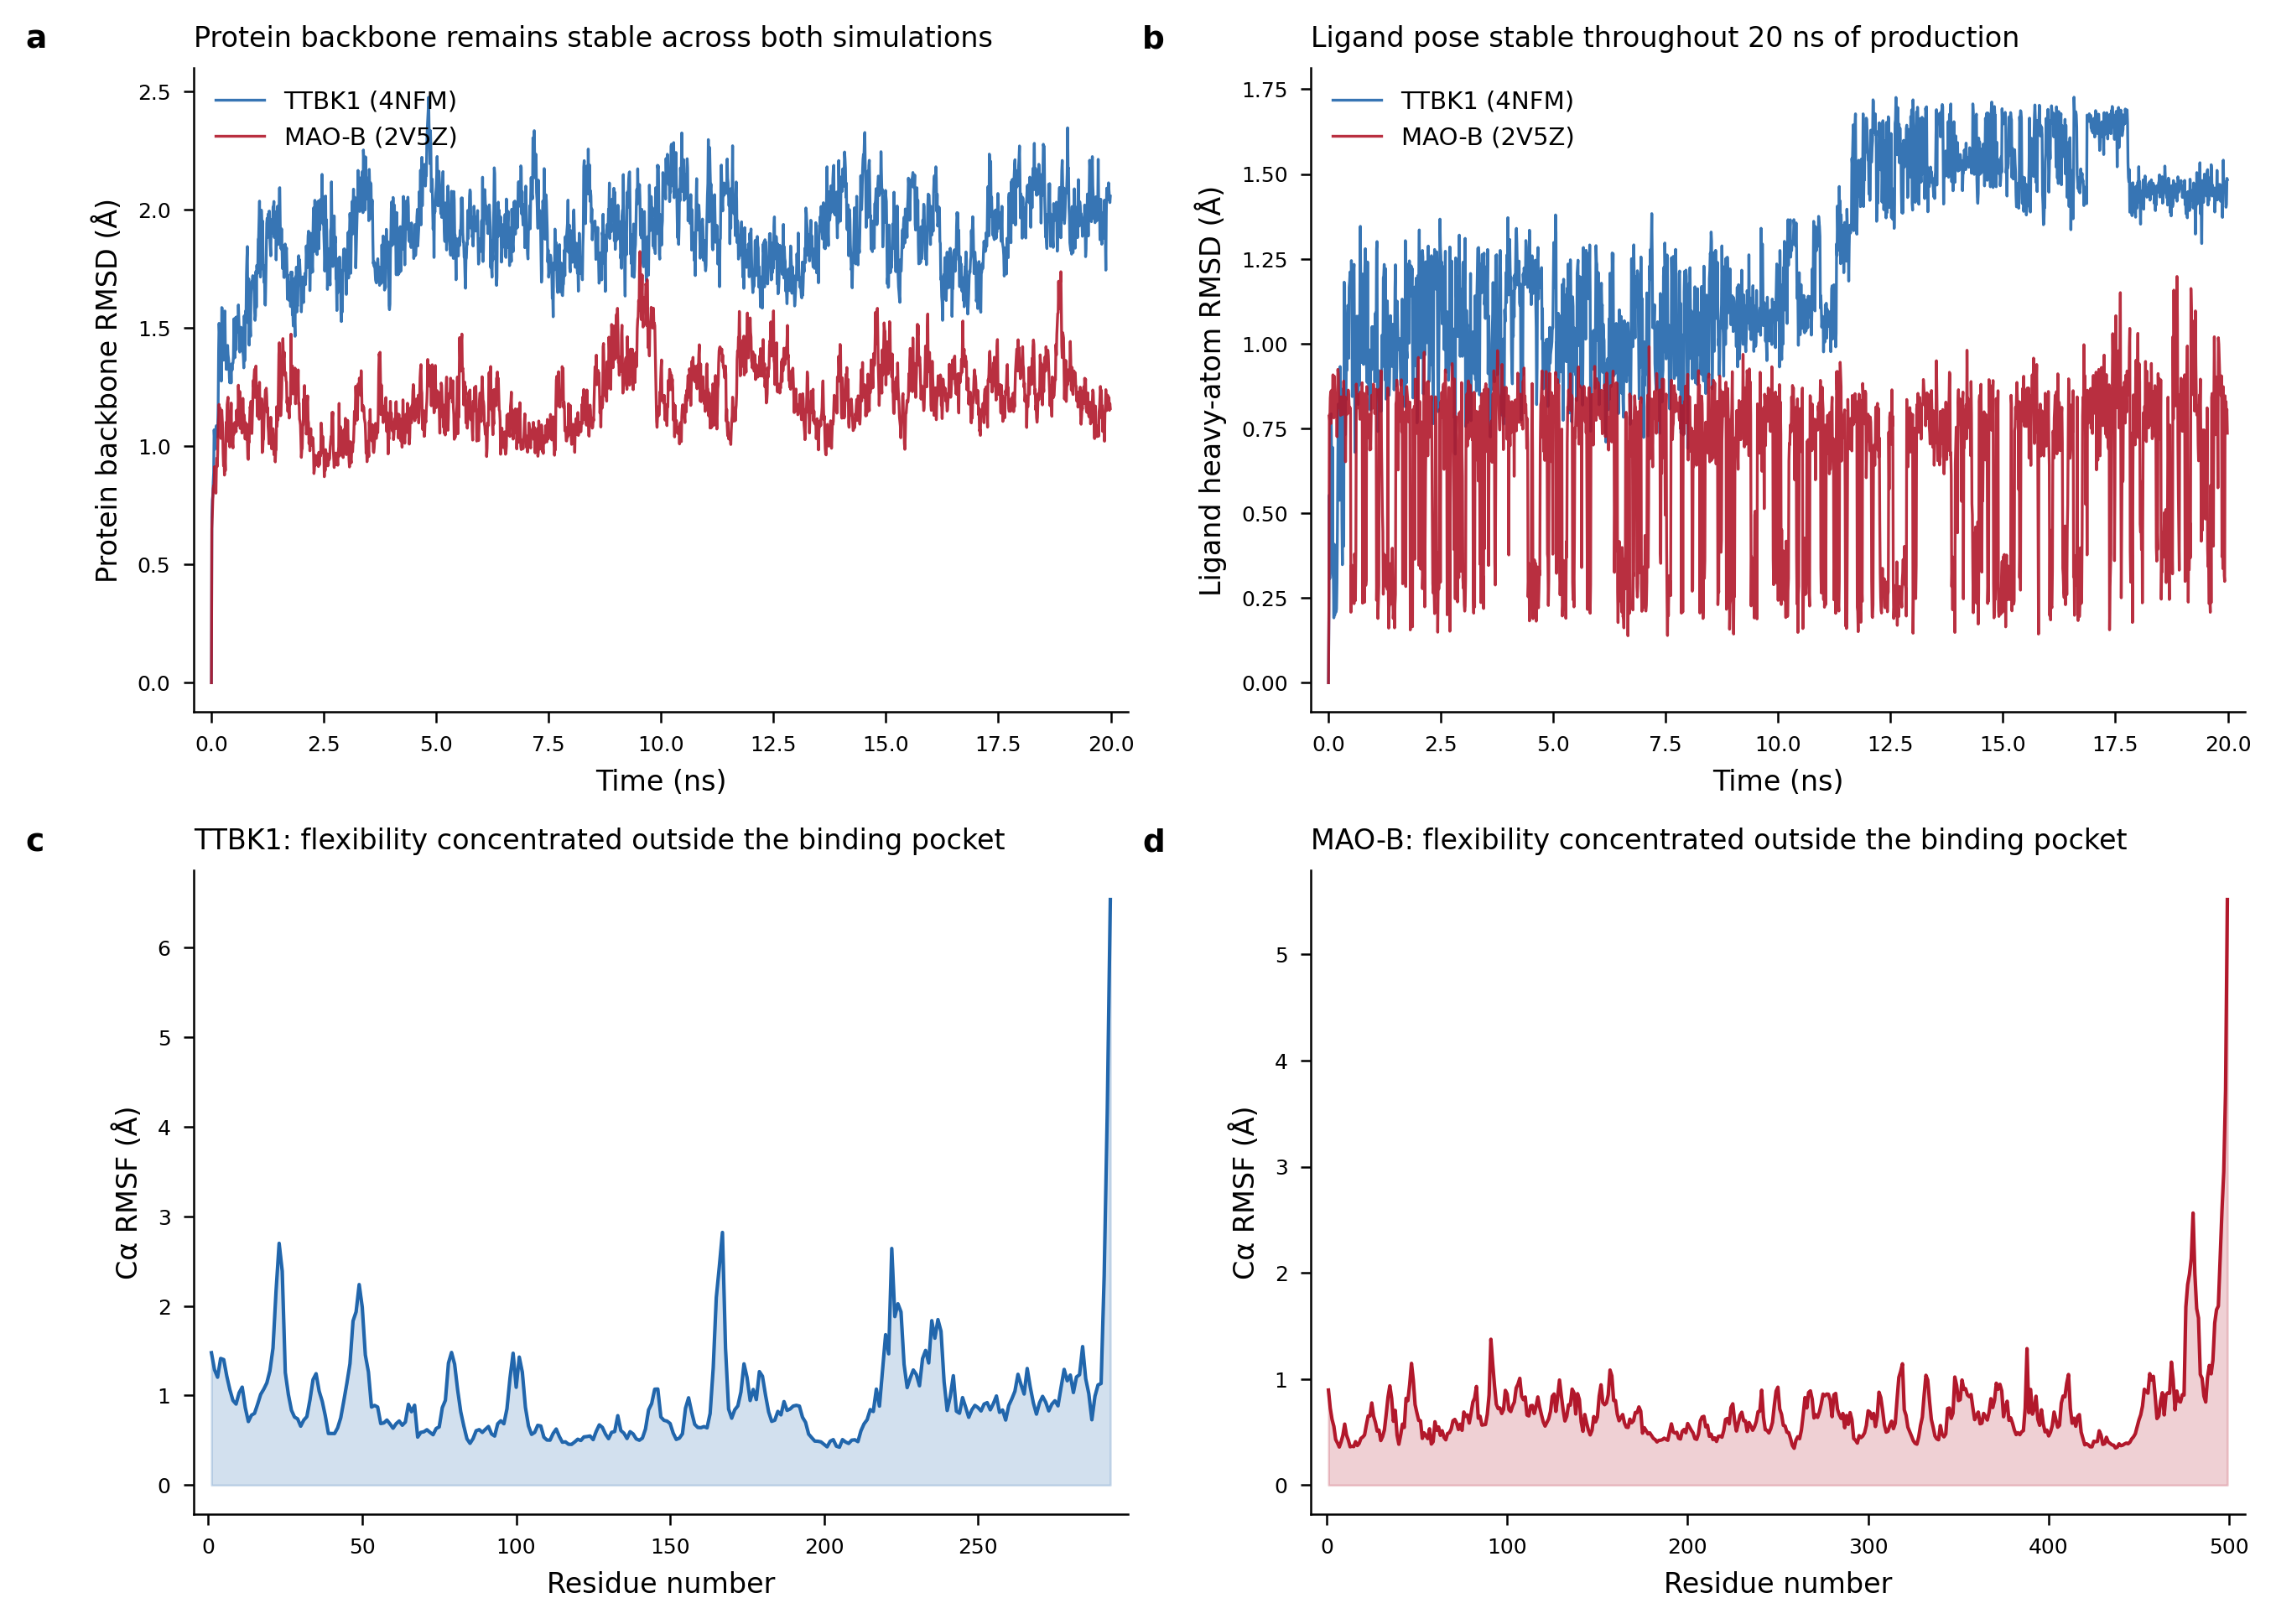 a
Protein backbone remains stable across both simulations
TTBK1 (4NFM)
MAO-B (2V5Z)
2.5
2.0
1.5
1.0
0.5
0.0
Protein backbone RMSD (Å)
0.0 2.5 5.0 7.5 10.0 12.5 15.0 17.5 20.0
Time (ns)
b
Ligand pose stable throughout 20 ns of production
TTBK1 (4NFM)
MAO-B (2V5Z)
1.75
1.50
1.25
1.00
0.75
0.50
0.25
0.00
Ligand heavy-atom RMSD (Å)
0.0 2.5 5.0 7.5 10.0 12.5 15.0 17.5 20.0
Time (ns)
c
TTBK1: flexibility concentrated outside the binding pocket
6
5
4
3
2
1
0
Cα RMSF (Å)
0 50 100 150 200 250
Residue number
d
MAO-B: flexibility concentrated outside the binding pocket
5
4
3
2
1
0
Cα RMSF (Å)
0 100 200 300 400 500
Residue number